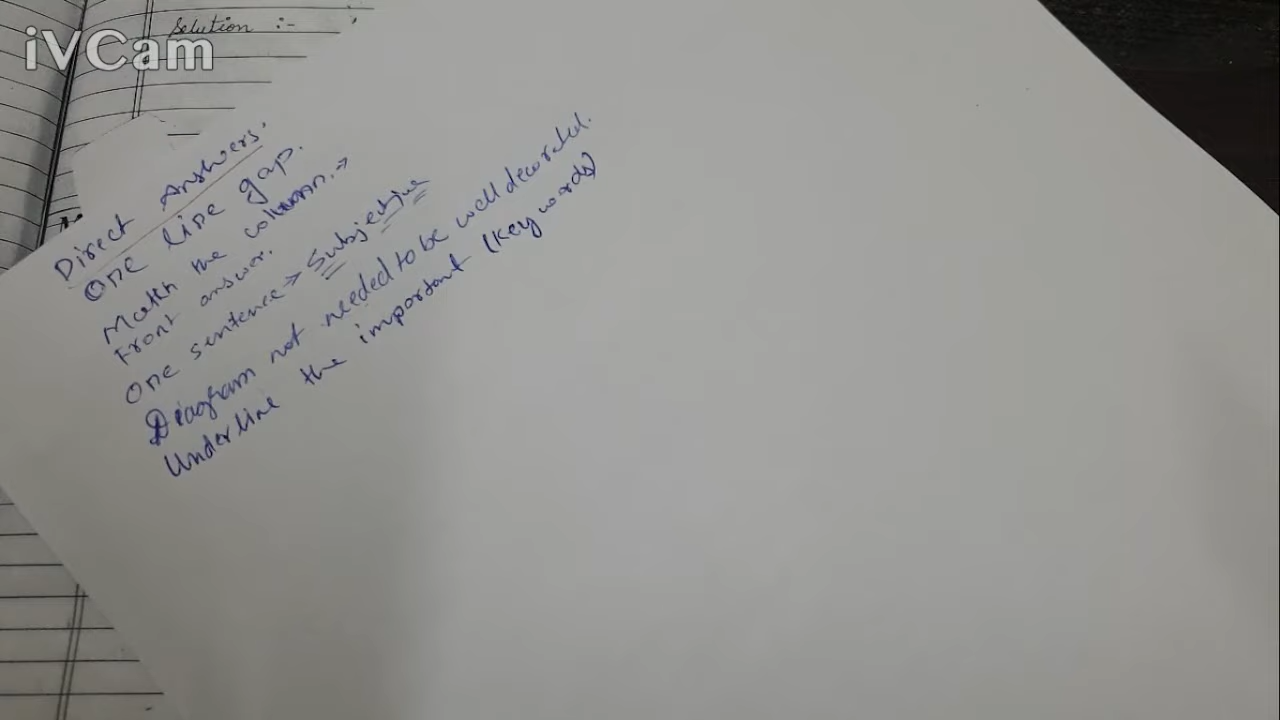 Solution :-
iVCam
Direct Answers.
One line gap.
Match the column. →
Front answer.
One sentence → Subjective
Diagram not needed to be well decorated.
Underline the important (Key words)